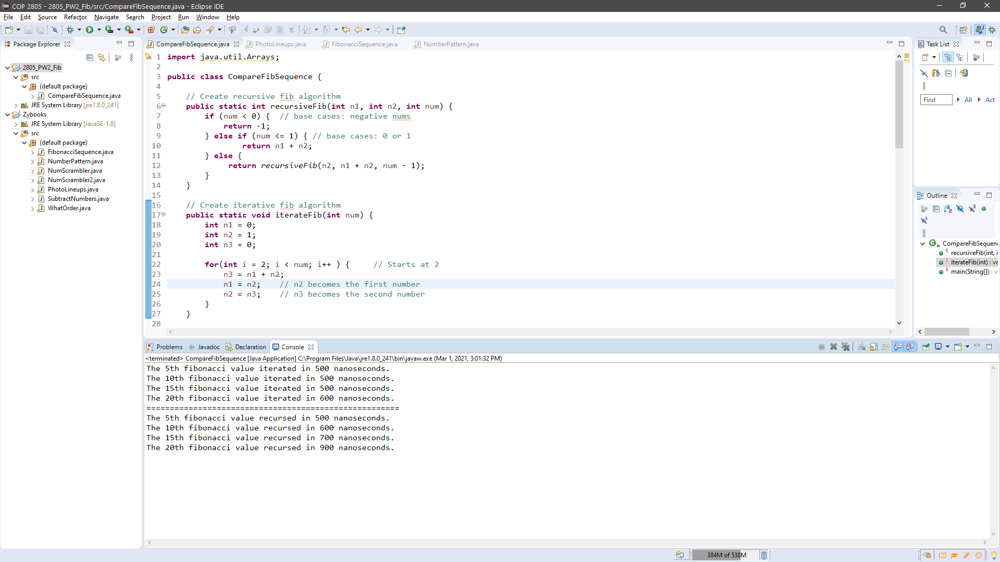 COP 2805 - 2805_PW2_Fib/src/CompareFibSequence.java - Eclipse IDE
File Edit Source Refactor Navigate Search Project Run Window Help
Package Explorer
2805_PW2_Fib
src
(default package)
CompareFibSequence.java
JRE System Library [jre1.8.0_241]
Zybooks
JRE System Library [JavaSE-1.8]
src
(default package)
FibonacciSequence.java
NumberPattern.java
NumScrambler.java
NumScrambler2.java
PhotoLineups.java
SubtractNumbers.java
WhatOrder.java
CompareFibSequence.java PhotoLineups.java FibonacciSequence.java NumberPattern.java
1 import java.util.Arrays;
2
3 public class CompareFibSequence {
4
5 // Create recursive fib algorithm
6 public static int recursiveFib(int n1, int n2, int num) {
7 if (num < 0) { // base cases: negative nums
8 return -1;
9 } else if (num <= 1) { // base cases: 0 or 1
10 return n1 + n2;
11 } else {
12 return recursiveFib(n2, n1 + n2, num - 1);
13 }
14 }
15
16 // Create iterative fib algorithm
17 public static void iterateFib(int num) {
18 int n1 = 0;
19 int n2 = 1;
20 int n3 = 0;
21
22 for(int i = 2; i < num; i++ ) { // Starts at 2
23 n3 = n1 + n2;
24 n1 = n2; // n2 becomes the first number
25 n2 = n3; // n3 becomes the second number
26 }
27 }
28
Task List
Find All Act
Outline
CompareFibSequen
recursiveFib(int, i
iterateFib(int) : vo
main(String[]) : v
Problems @ Javadoc Declaration Console
<terminated> CompareFibSequence [Java Application] C:\Program Files\Java\jre1.8.0_241\bin\javaw.exe (Mar 1, 2021, 3:01:32 PM)
The 5th fibonacci value iterated in 500 nanoseconds.
The 10th fibonacci value iterated in 500 nanoseconds.
The 15th fibonacci value iterated in 500 nanoseconds.
The 20th fibonacci value iterated in 600 nanoseconds.
======================================================
The 5th fibonacci value recursed in 500 nanoseconds.
The 10th fibonacci value recursed in 600 nanoseconds.
The 15th fibonacci value recursed in 700 nanoseconds.
The 20th fibonacci value recursed in 900 nanoseconds.
384M of 538M